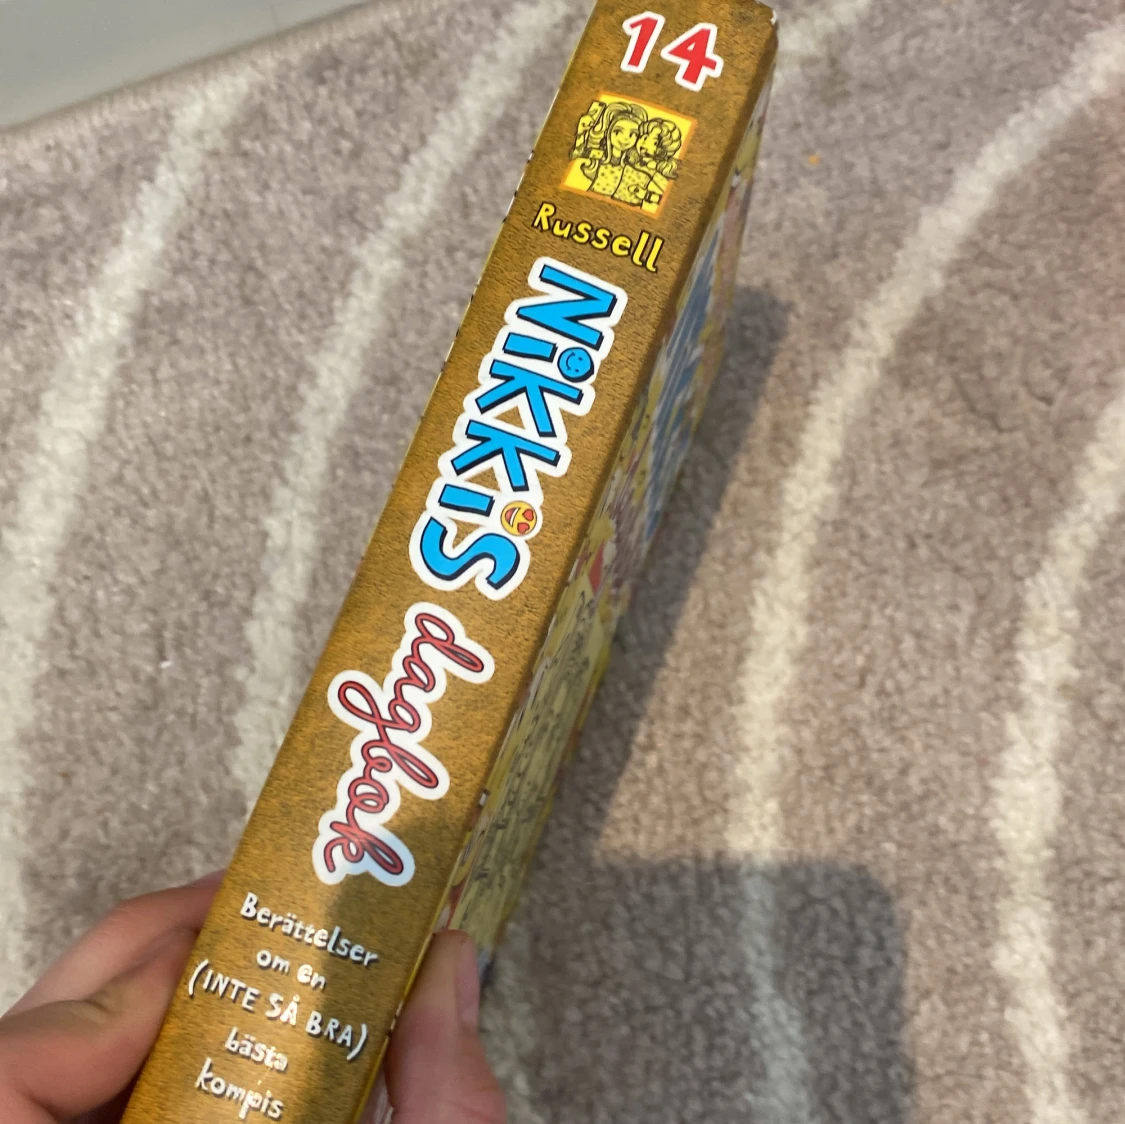 14
Russell
NiKKiS
dagbok
Berättelser
om en
(INTE SÅ BRA)
bästa
kompis